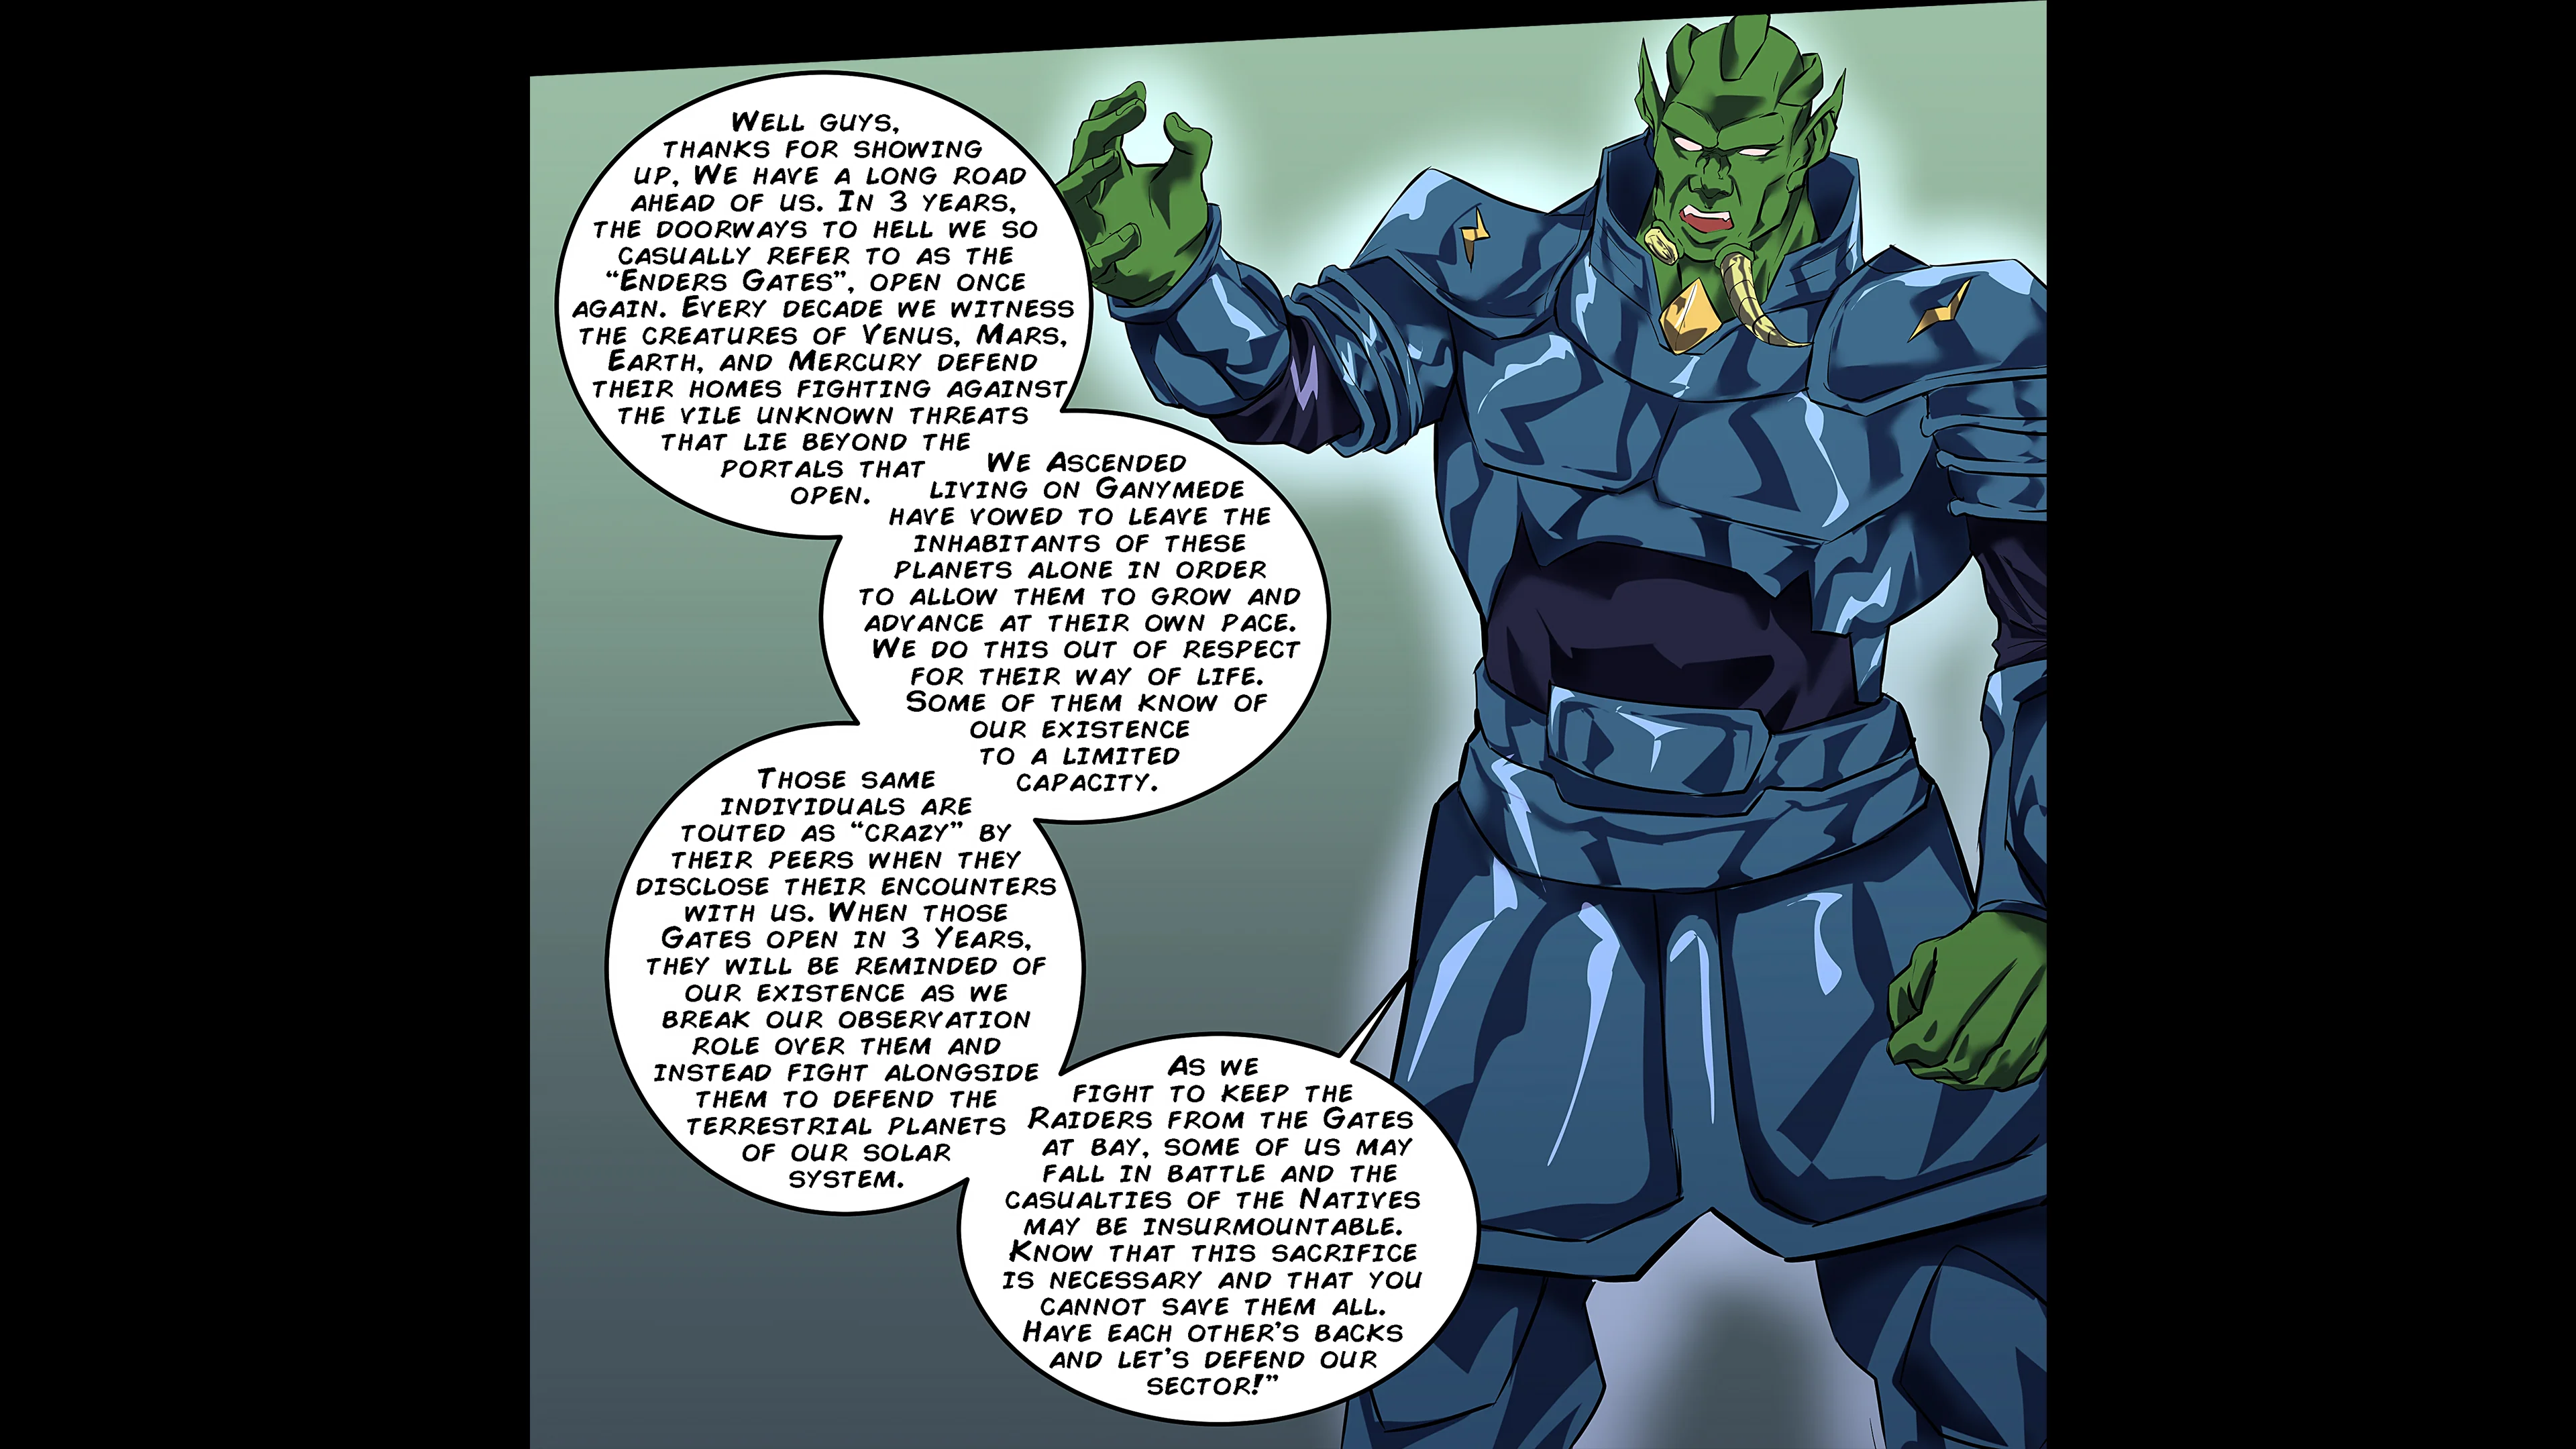 Well guys,
thanks for showing
up, We have a long road
ahead of us. In 3 years,
the doorways to hell we so
casually refer to as the
“Enders Gates”, open once
again. Every decade we witness
the creatures of Venus, Mars,
Earth, and Mercury defend
their homes fighting against
the vile unknown threats
that lie beyond the
portals that
open.
We Ascended
living on Ganymede
have vowed to leave the
inhabitants of these
planets alone in order
to allow them to grow and
advance at their own pace.
We do this out of respect
for their way of life.
Some of them know of
our existence
to a limited
capacity.
Those same
individuals are
touted as “crazy” by
their peers when they
disclose their encounters
with us. When those
Gates open in 3 Years,
they will be reminded of
our existence as we
break our observation
role over them and
instead fight alongside
them to defend the
terrestrial planets
of our solar
system.
As we
fight to keep the
Raiders from the Gates
at bay, some of us may
fall in battle and the
casualties of the Natives
may be insurmountable.
Know that this sacrifice
is necessary and that you
cannot save them all.
Have each other's backs
and let's defend our
sector!”